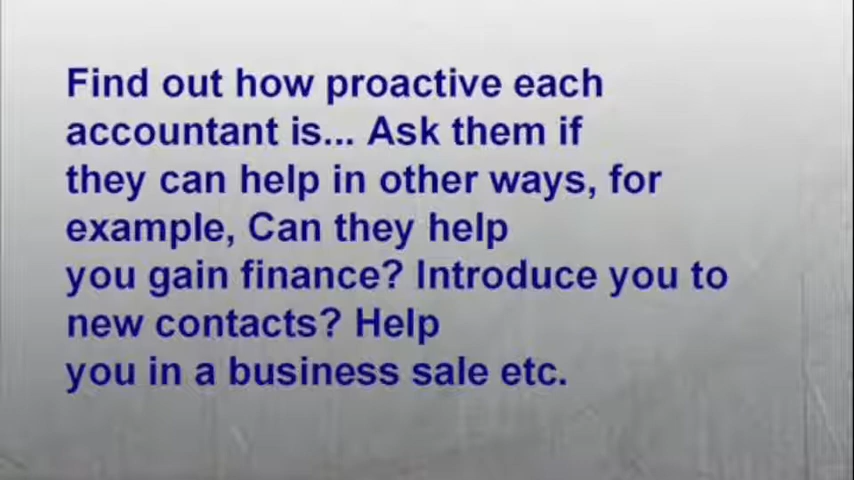 Find out how proactive each
accountant is... Ask them if
they can help in other ways, for
example, Can they help
you gain finance? Introduce you to
new contacts? Help
you in a business sale etc.